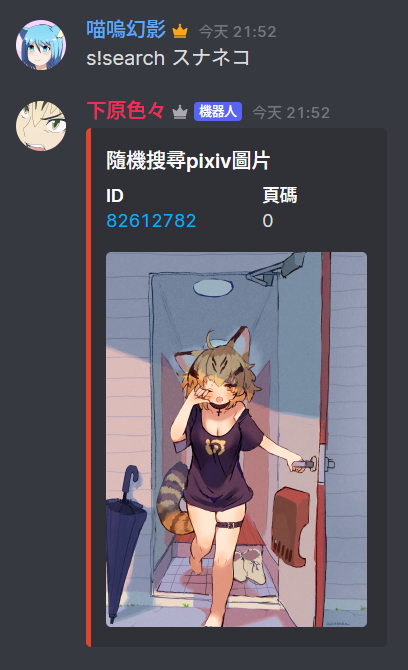 喵嗚幻影 今天 21:52
s!search スナネコ
下原色々 機器人 今天 21:52
隨機搜尋pixiv圖片
ID 頁碼
82612782 0